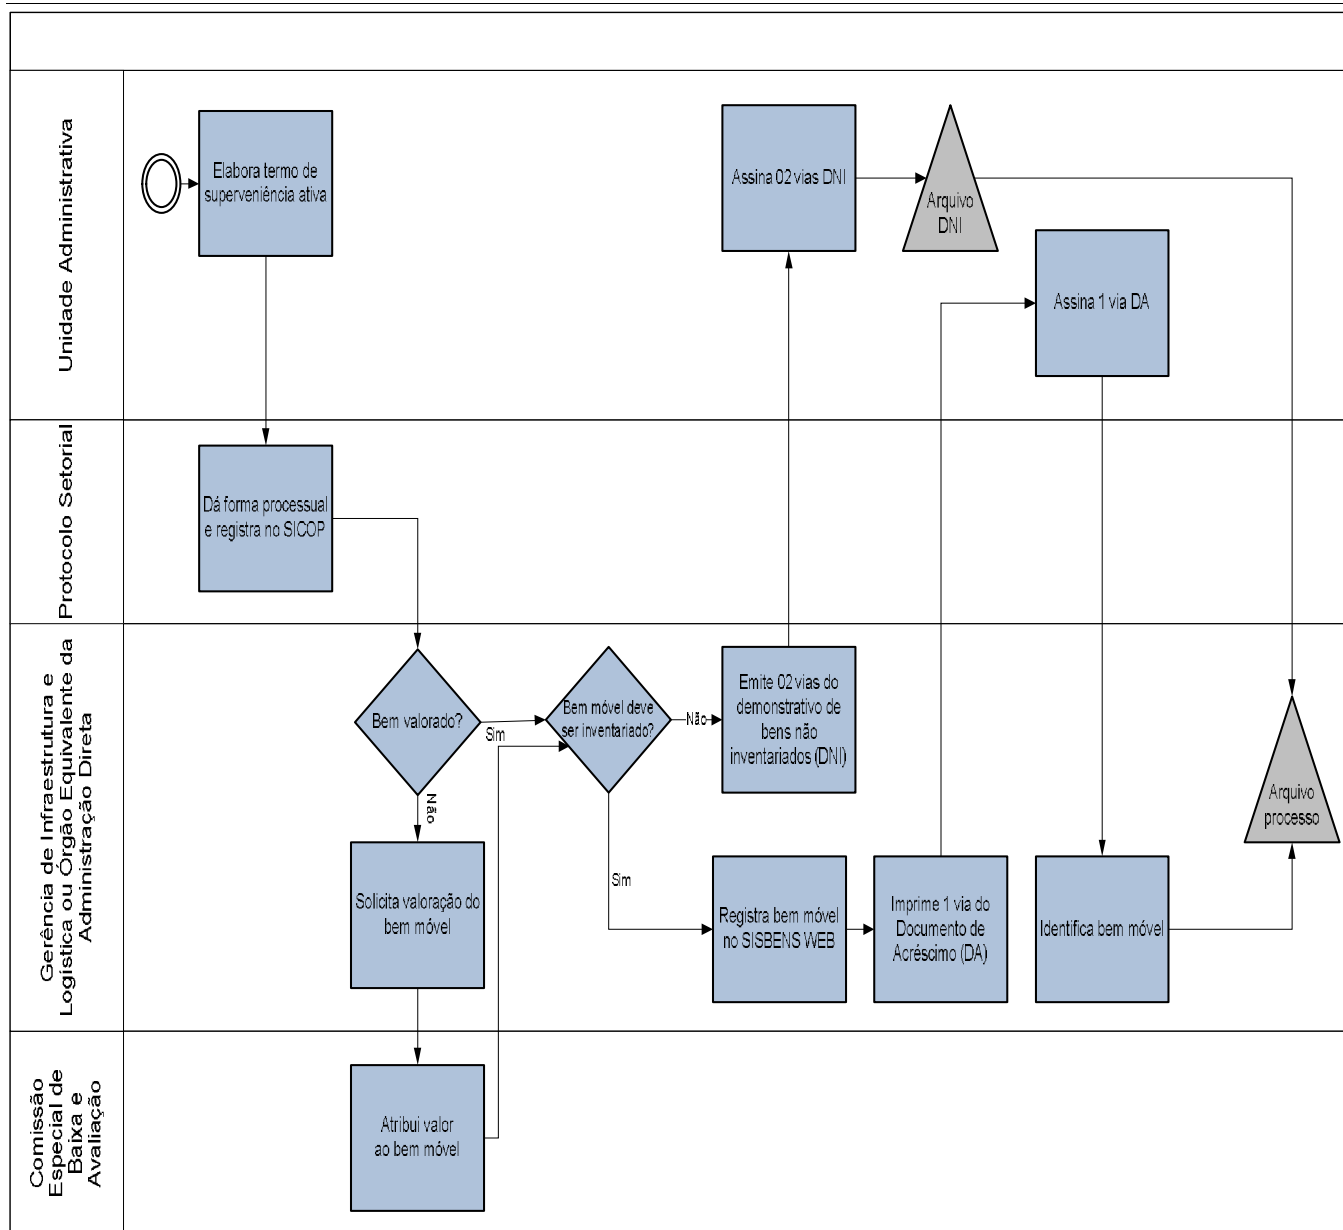 Unidade Administrativa
Elabora termo de
superveniência ativa
Assina 02 vias DNI
Arquivo
DNI
Assina 1 via DA
Protocolo Setorial
Dá forma processual
e registra no SICOP
Gerência de Infraestrutura e
Logística ou Órgão Equivalente da
Administração Direta
Bem valorado?
Sim
Não
Bem móvel deve
ser inventariado?
Não
Sim
Emite 02 vias do
demonstrativo de
bens não
inventariados (DNI)
Solicita valoração do
bem móvel
Registra bem móvel
no SISBENS WEB
Imprime 1 via do
Documento de
Acréscimo (DA)
Identifica bem móvel
Arquivo
processo
Comissão
Especial de
Baixa e
Avaliação
Atribui valor
ao bem móvel